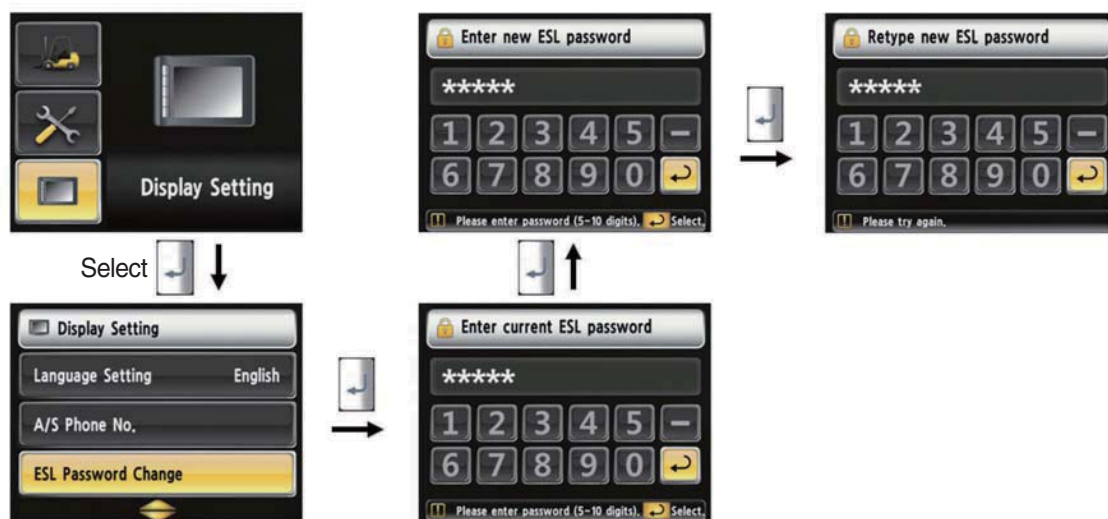 Display Setting
Select
Display Setting
Language Setting English
A/S Phone No.
ESL Password Change
Enter current ESL password
*****
1 2 3 4 5 -
6 7 8 9 0
Please enter password (5-10 digits). Select.
Enter new ESL password
*****
1 2 3 4 5 -
6 7 8 9 0
Please enter password (5-10 digits). Select.
Retype new ESL password
*****
1 2 3 4 5 -
6 7 8 9 0
Please try again.